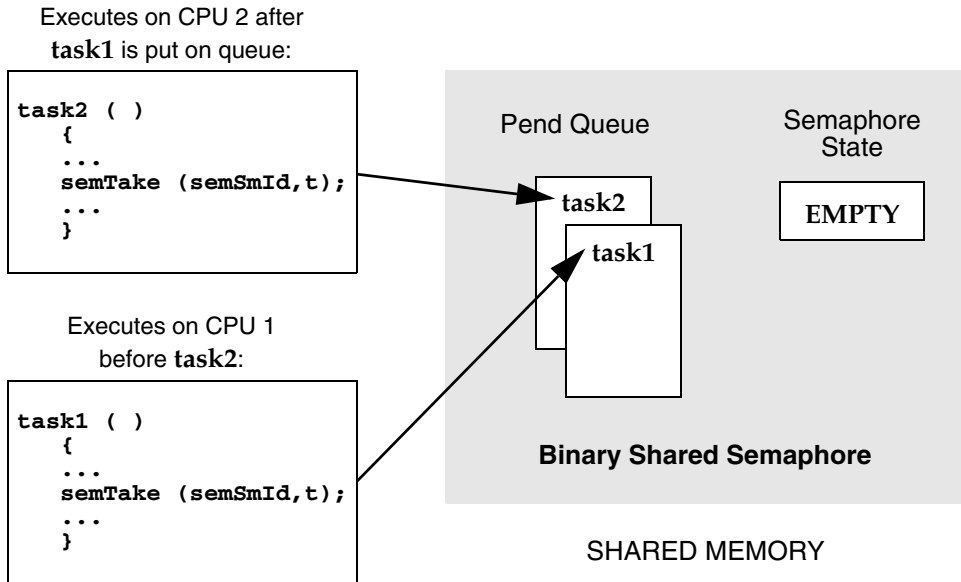 Executes on CPU 2 after
task1 is put on queue:
task2 ( )
{
...
semTake (semSmId,t);
...
}
Executes on CPU 1
before task2:
task1 ( )
{
...
semTake (semSmId,t);
...
}
Pend Queue
Semaphore
State
task2
task1
EMPTY
Binary Shared Semaphore
SHARED MEMORY